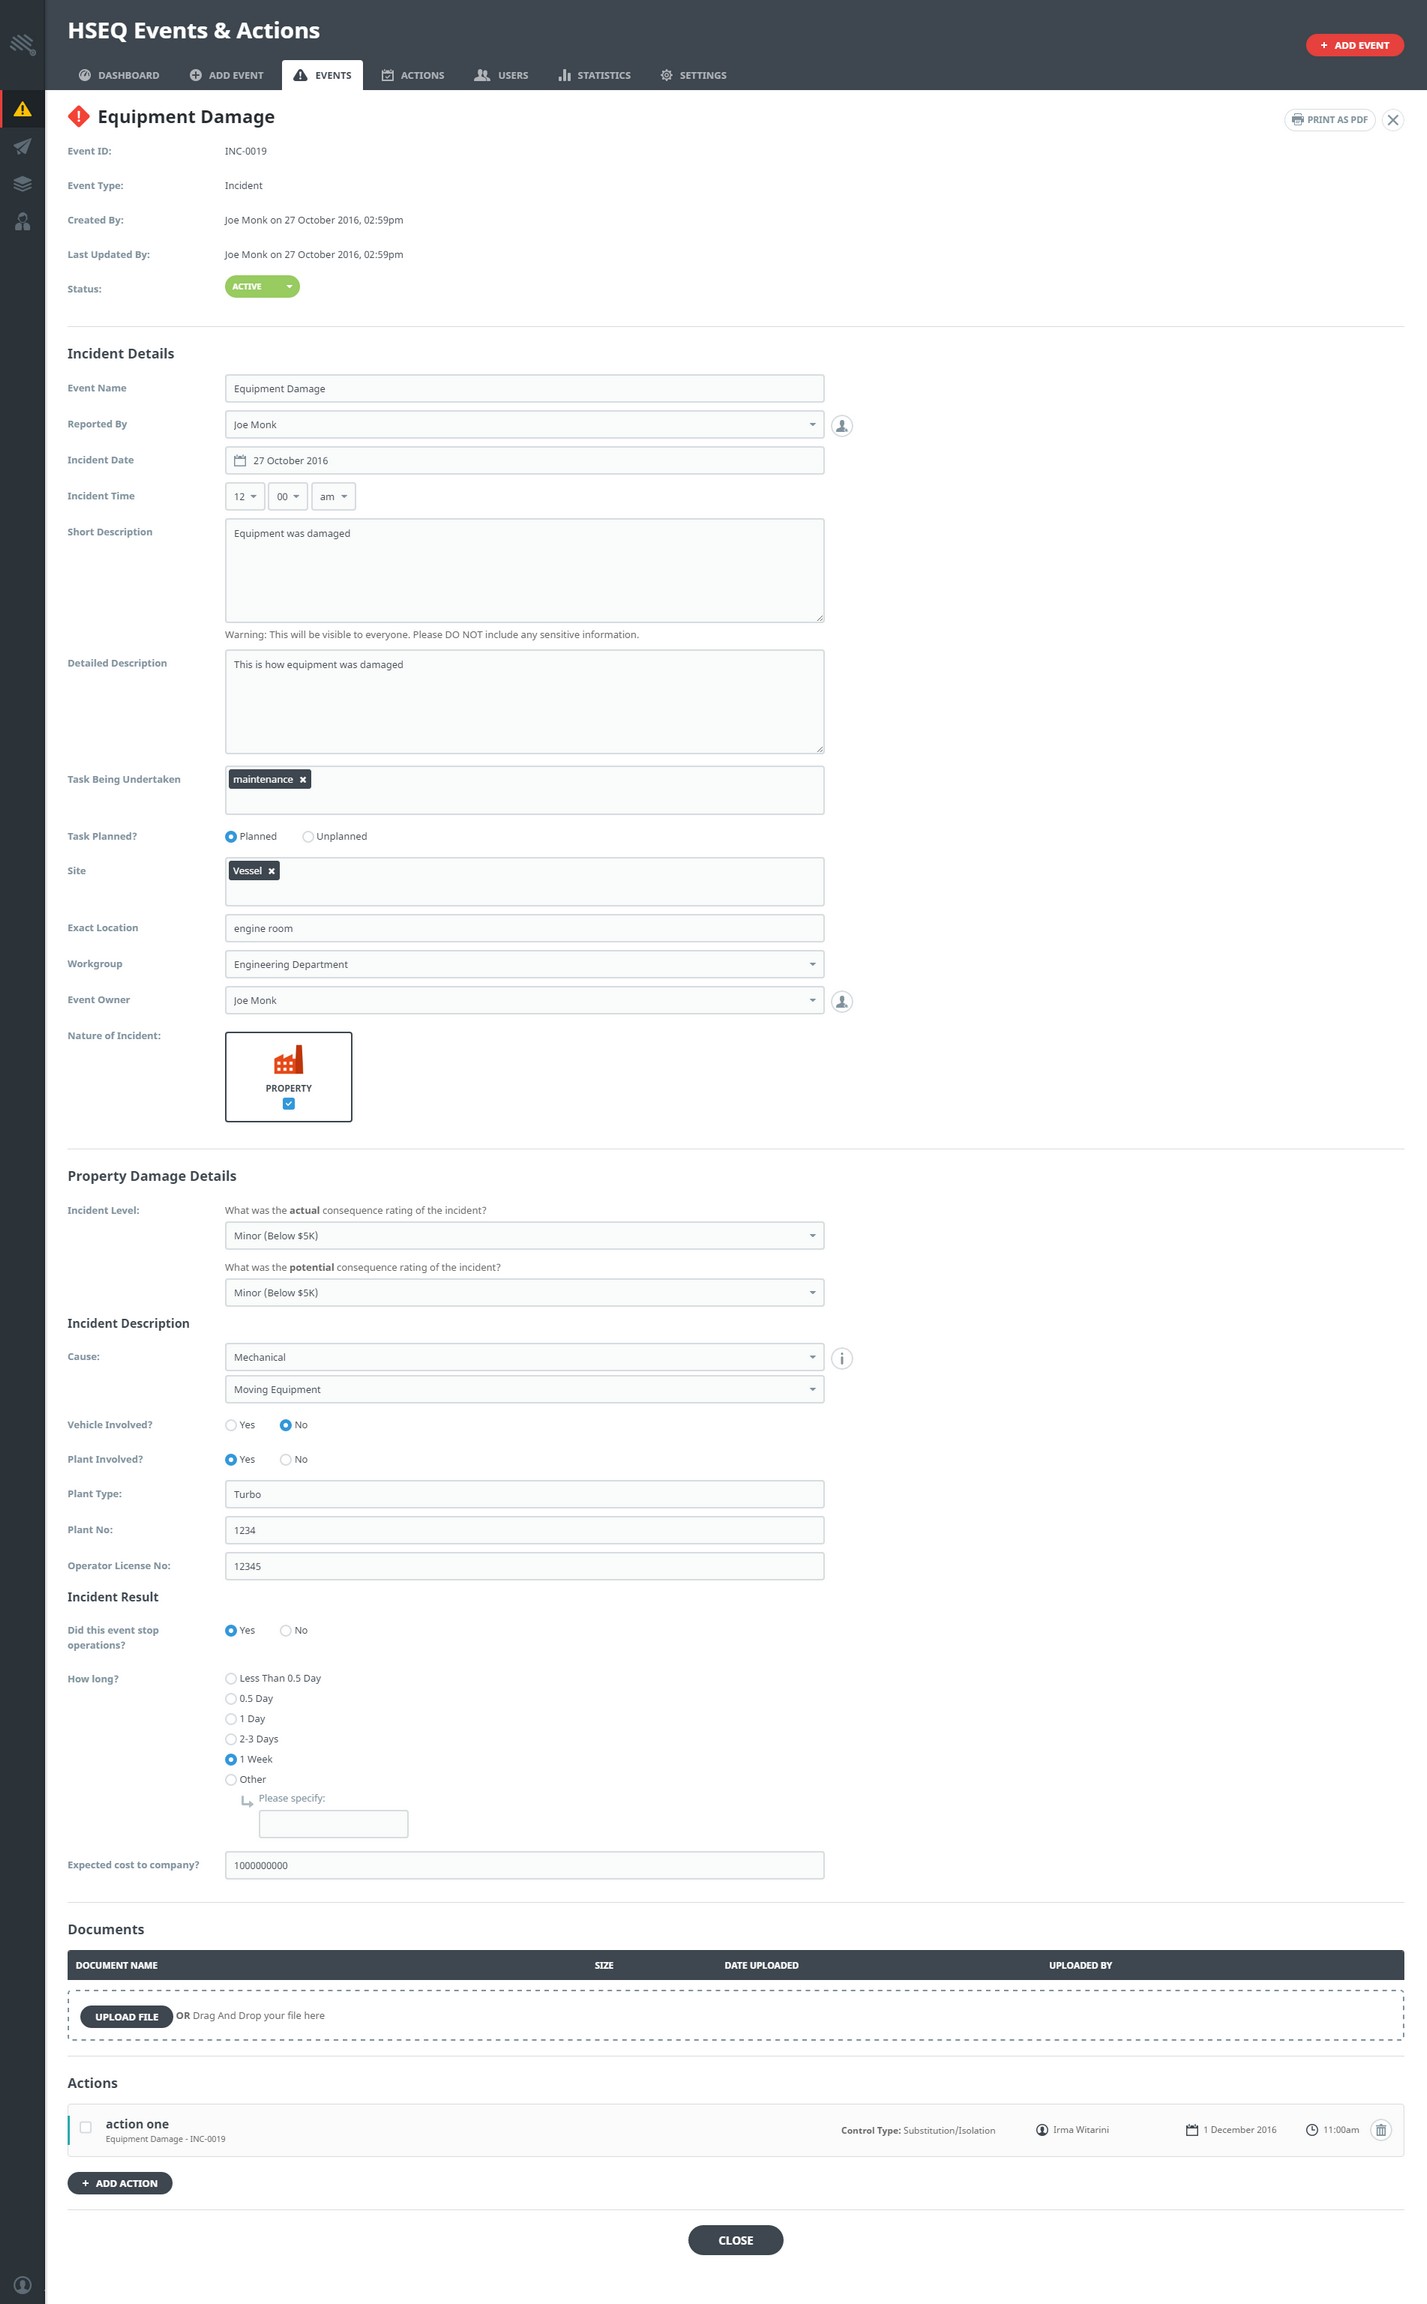 HSEQ Events & Actions
+ ADD EVENT
DASHBOARD ADD EVENT EVENTS ACTIONS USERS STATISTICS SETTINGS
Equipment Damage
PRINT AS PDF
Event ID: INC-0019
Event Type: Incident
Created By: Joe Monk on 27 October 2016, 02:59pm
Last Updated By: Joe Monk on 27 October 2016, 02:59pm
Status: ACTIVE
Incident Details
Event Name Equipment Damage
Reported By Joe Monk
Incident Date 27 October 2016
Incident Time 12 00 am
Short Description Equipment was damaged
Warning: This will be visible to everyone. Please DO NOT include any sensitive information.
Detailed Description This is how equipment was damaged
Task Being Undertaken maintenance
Task Planned? Planned Unplanned
Site Vessel
Exact Location engine room
Workgroup Engineering Department
Event Owner Joe Monk
Nature of Incident:
PROPERTY
Property Damage Details
Incident Level: What was the actual consequence rating of the incident?
Minor (Below $5K)
What was the potential consequence rating of the incident?
Minor (Below $5K)
Incident Description
Cause: Mechanical
Moving Equipment
Vehicle Involved? Yes No
Plant Involved? Yes No
Plant Type: Turbo
Plant No: 1234
Operator License No: 12345
Incident Result
Did this event stop operations? Yes No
How long? Less Than 0.5 Day
0.5 Day
1 Day
2-3 Days
1 Week
Other
Please specify:
Expected cost to company? 1000000000
Documents
DOCUMENT NAME SIZE DATE UPLOADED UPLOADED BY
UPLOAD FILE OR Drag And Drop your file here
Actions
action one
Equipment Damage - INC-0019
Control Type: Substitution/Isolation Irma Witarini 1 December 2016 11:00am
+ ADD ACTION
CLOSE